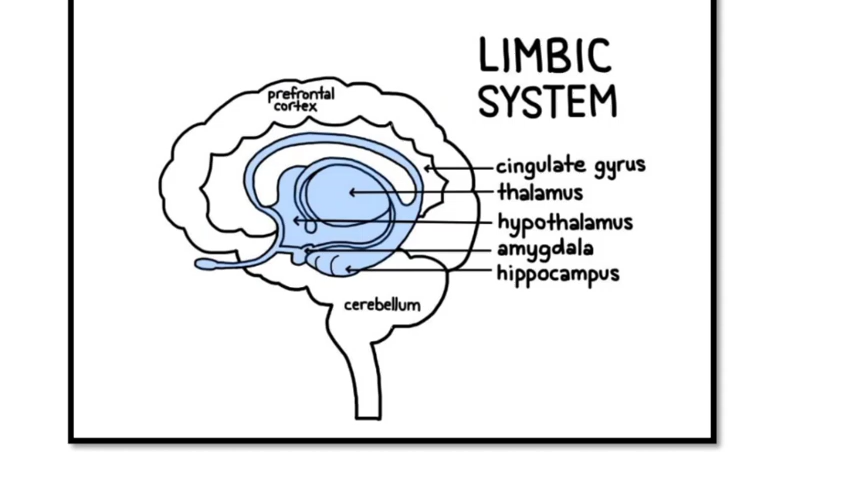 LIMBIC
SYSTEM
prefrontal
cortex
cingulate gyrus
thalamus
hypothalamus
amygdala
hippocampus
cerebellum